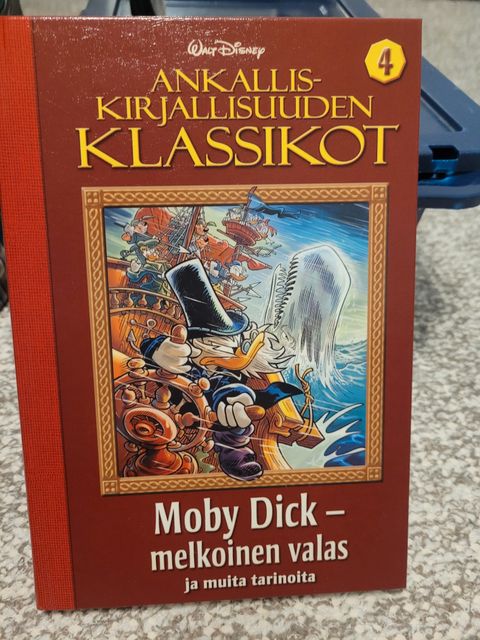 Walt Disney
4
ANKALLIS-
KIRJALLISUUDEN
KLASSIKOT
Moby Dick –
melkoinen valas
ja muita tarinoita